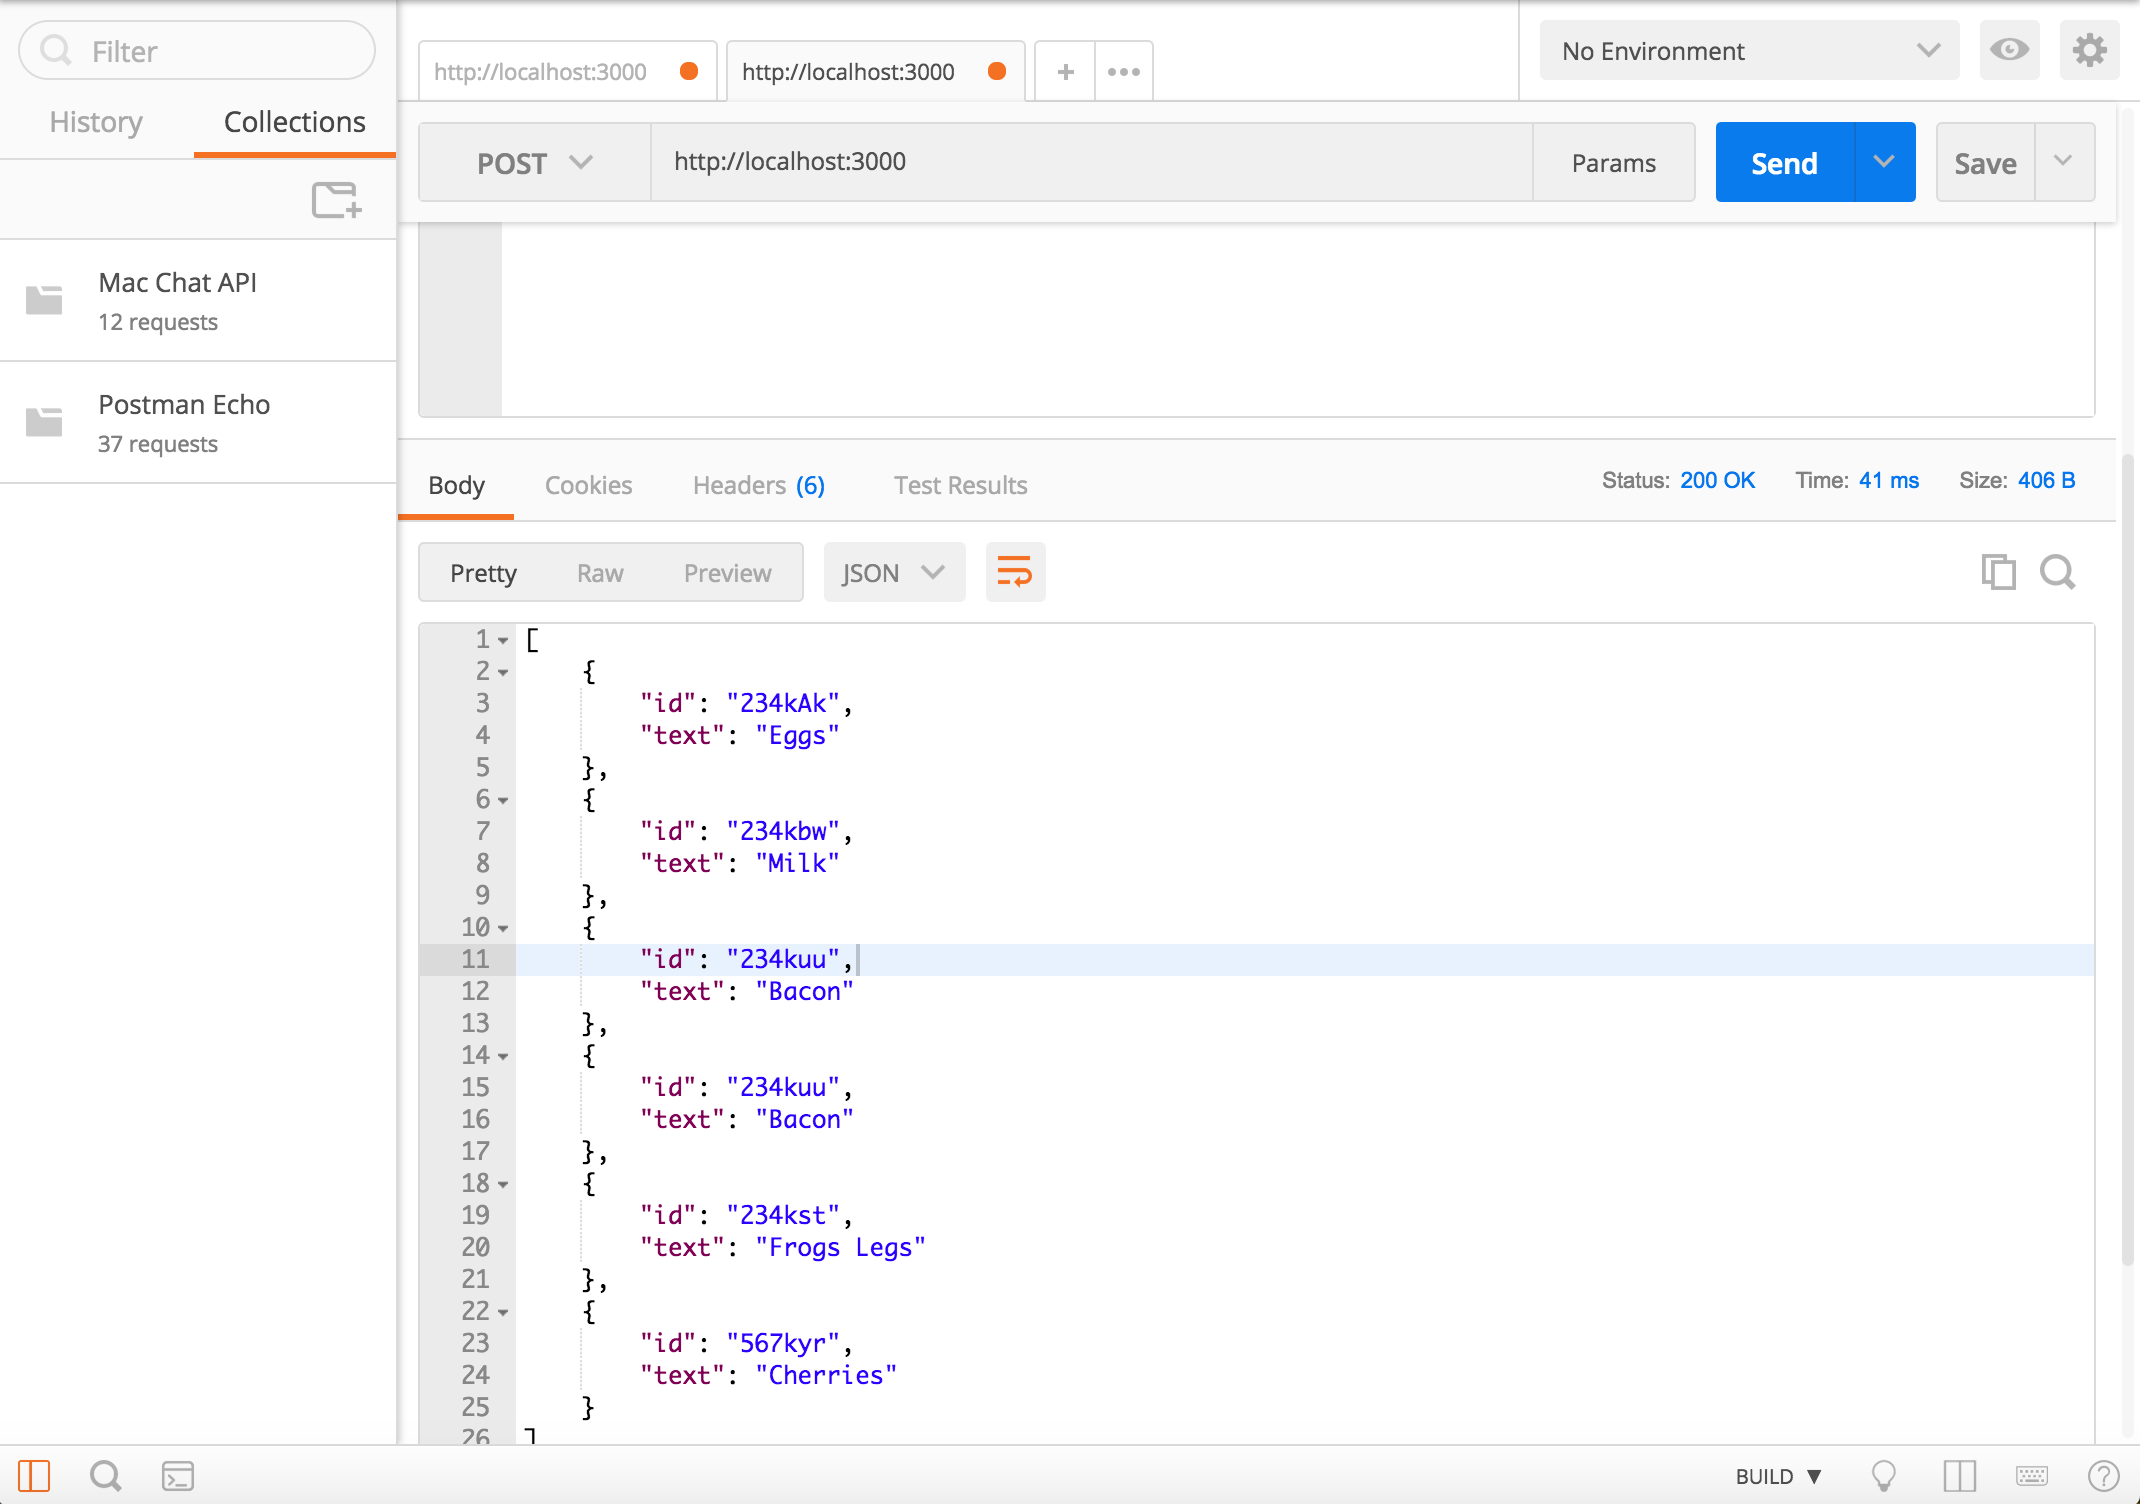 Filter
History Collections
Mac Chat API
12 requests
Postman Echo
37 requests
http://localhost:3000 http://localhost:3000 + •••
No Environment
POST http://localhost:3000 Params Send Save
Body Cookies Headers (6) Test Results Status: 200 OK Time: 41 ms Size: 406 B
Pretty Raw Preview JSON
1 [
2 {
3 "id": "234kAk",
4 "text": "Eggs"
5 },
6 {
7 "id": "234kbw",
8 "text": "Milk"
9 },
10 {
11 "id": "234kuu",
12 "text": "Bacon"
13 },
14 {
15 "id": "234kuu",
16 "text": "Bacon"
17 },
18 {
19 "id": "234kst",
20 "text": "Frogs Legs"
21 },
22 {
23 "id": "567kyr",
24 "text": "Cherries"
25 }
26 ]
BUILD ▼